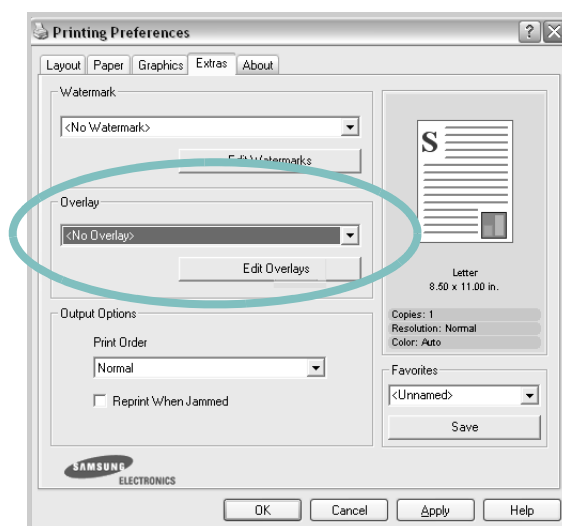 Printing Preferences
Layout Paper Graphics Extras About
Watermark
<No Watermark>
Edit Watermarks
Overlay
<No Overlay>
Edit Overlays
Output Options
Print Order
Normal
Reprint When Jammed
SAMSUNG
ELECTRONICS
S
Letter
8.50 x 11.00 in.
Copies: 1
Resolution: Normal
Color: Auto
Favorites
<Unnamed>
Save
OK Cancel Apply Help